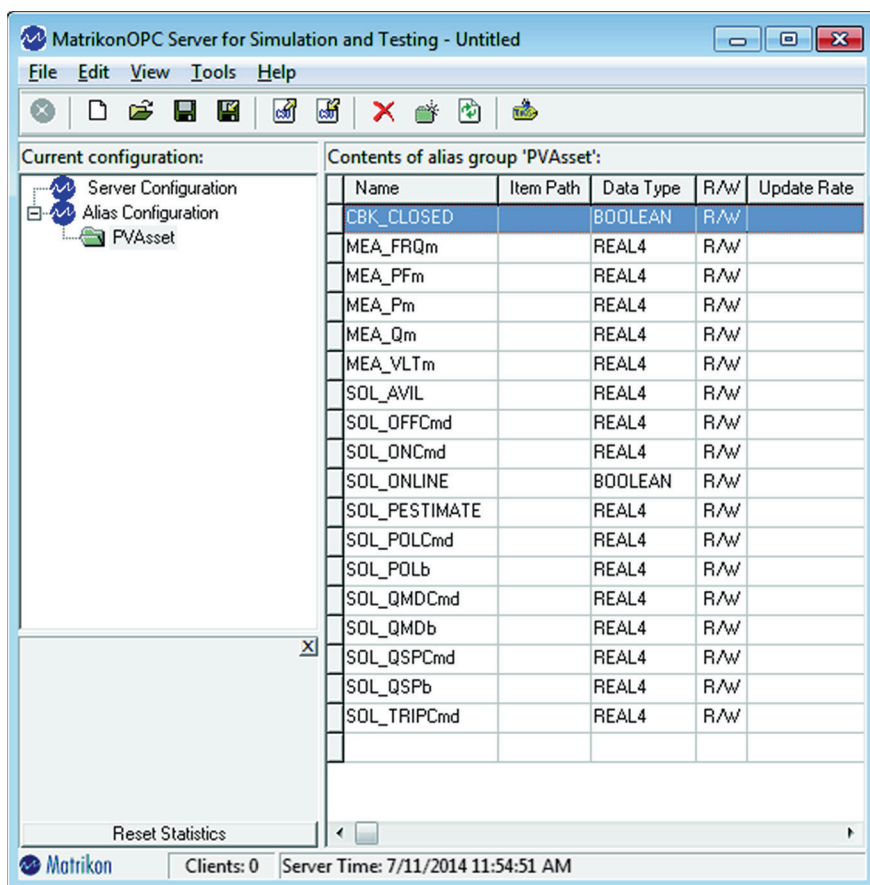 MatrikonOPC Server for Simulation and Testing - Untitled
File Edit View Tools Help
Current configuration:
Server Configuration
Alias Configuration
PVAsset
Contents of alias group 'PVAsset':
Name Item Path Data Type R/W Update Rate
CBK_CLOSED BOOLEAN R/W
MEA_FRQm REAL4 R/W
MEA_PFm REAL4 R/W
MEA_Pm REAL4 R/W
MEA_Qm REAL4 R/W
MEA_VLTm REAL4 R/W
SOL_AVIL REAL4 R/W
SOL_OFFCmd REAL4 R/W
SOL_ONCmd REAL4 R/W
SOL_ONLINE BOOLEAN R/W
SOL_PESTIMATE REAL4 R/W
SOL_POLCmd REAL4 R/W
SOL_POLb REAL4 R/W
SOL_QMDCmd REAL4 R/W
SOL_QMDb REAL4 R/W
SOL_QSPCmd REAL4 R/W
SOL_QSPb REAL4 R/W
SOL_TRIPCmd REAL4 R/W
Reset Statistics
Matrikon Clients: 0 Server Time: 7/11/2014 11:54:51 AM